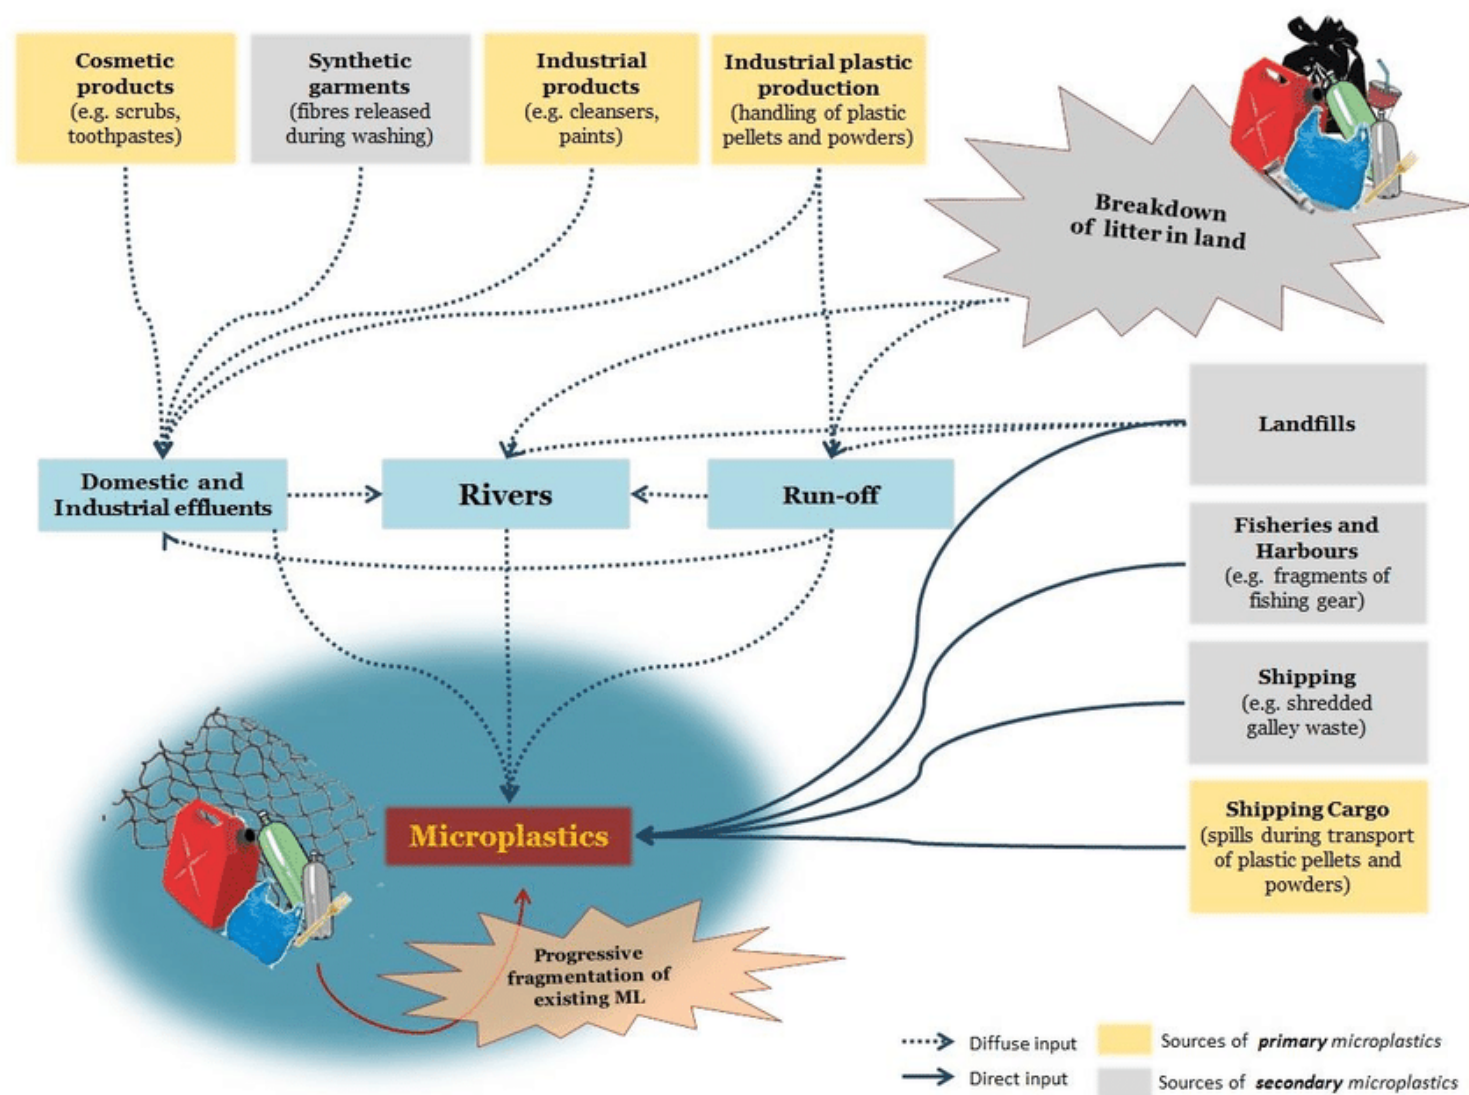 Cosmetic
products
(e.g. scrubs,
toothpastes)
Synthetic
garments
(fibres released
during washing)
Industrial
products
(e.g. cleansers,
paints)
Industrial plastic
production
(handling of plastic
pellets and powders)
Breakdown
of litter in land
Landfills
Domestic and
Industrial effluents
Rivers
Run-off
Fisheries and
Harbours
(e.g. fragments of
fishing gear)
Shipping
(e.g. shredded
galley waste)
Shipping Cargo
(spills during transport
of plastic pellets and
powders)
Microplastics
Progressive
fragmentation of
existing ML
Diffuse input
Direct input
Sources of primary microplastics
Sources of secondary microplastics